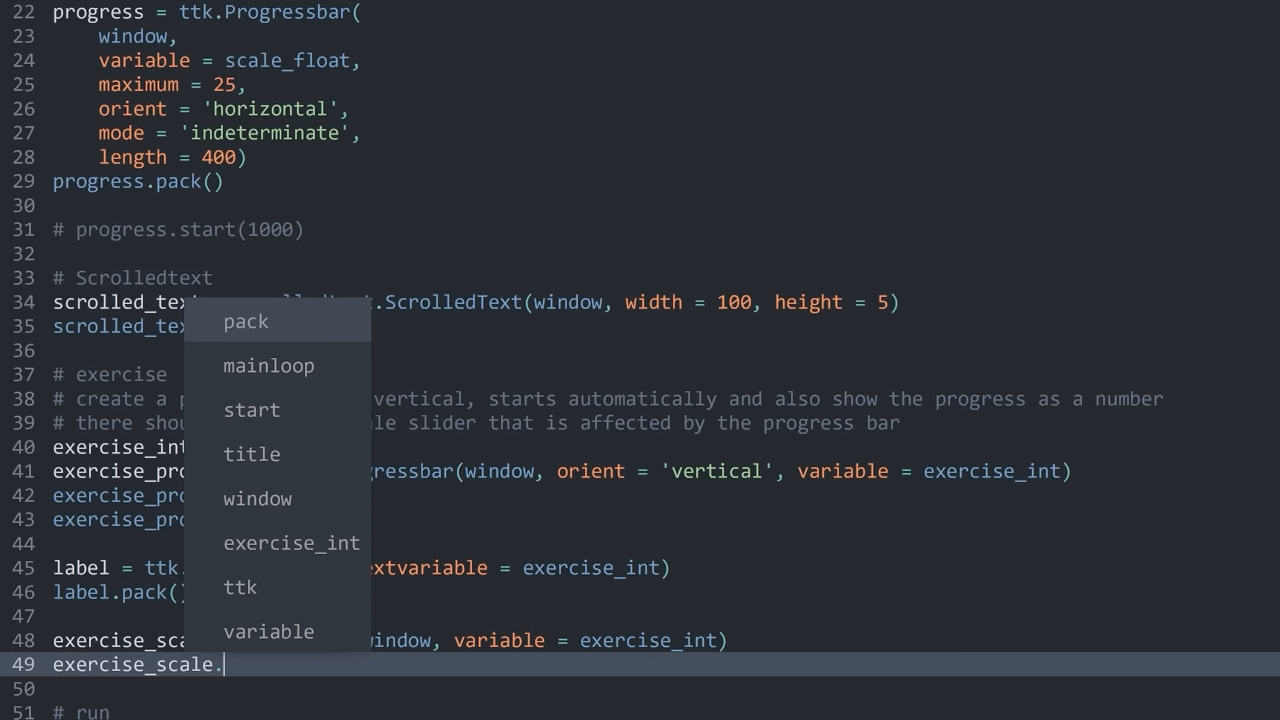 22 progress = ttk.Progressbar(
23 window,
24 variable = scale_float,
25 maximum = 25,
26 orient = 'horizontal',
27 mode = 'indeterminate',
28 length = 400)
29 progress.pack()
30
31 # progress.start(1000)
32
33 # Scrolledtext
34 scrolled_text .ScrolledText(window, width = 100, height = 5)
35 scrolled_te
36
37 # exercise
38 # create a p vertical, starts automatically and also show the progress as a number
39 # there shou le slider that is affected by the progress bar
40 exercise_int
41 exercise_pro gressbar(window, orient = 'vertical', variable = exercise_int)
42 exercise_pro
43 exercise_pro
44
45 label = ttk. extvariable = exercise_int)
46 label.pack()
47
48 exercise_sca window, variable = exercise_int)
49 exercise_scale.
50
51 # run
pack
mainloop
start
title
window
exercise_int
ttk
variable